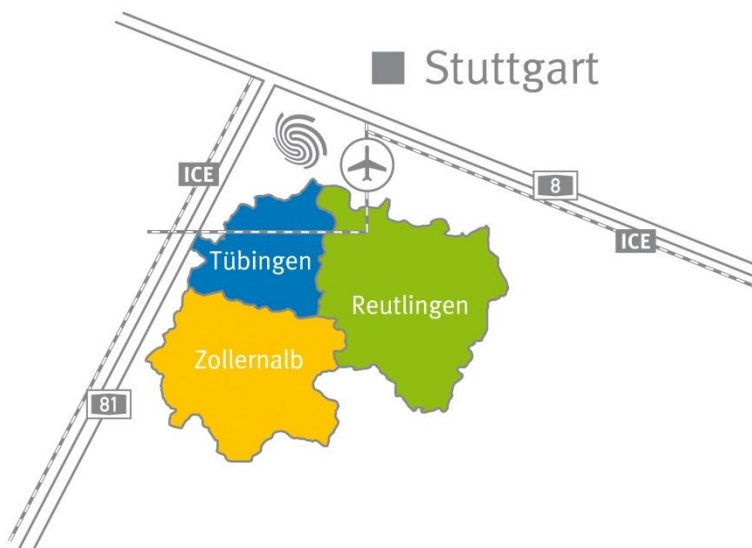 Stuttgart
ICE
8
ICE
Tübingen
Reutlingen
Zollernalb
81